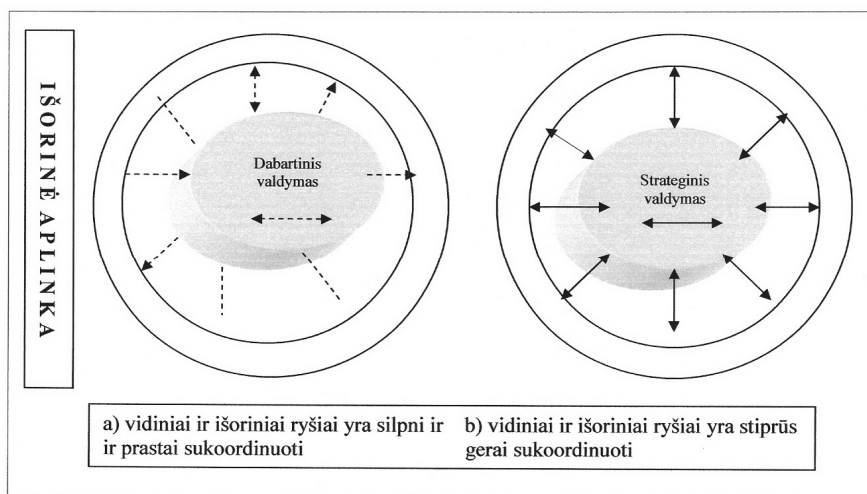 IŠORINĖ APLINKA
Dabartinis
valdymas
Strateginis
valdymas
a) vidiniai ir išoriniai ryšiai yra silpni ir
ir prastai sukoordinuoti
b) vidiniai ir išoriniai ryšiai yra stiprūs
gerai sukoordinuoti